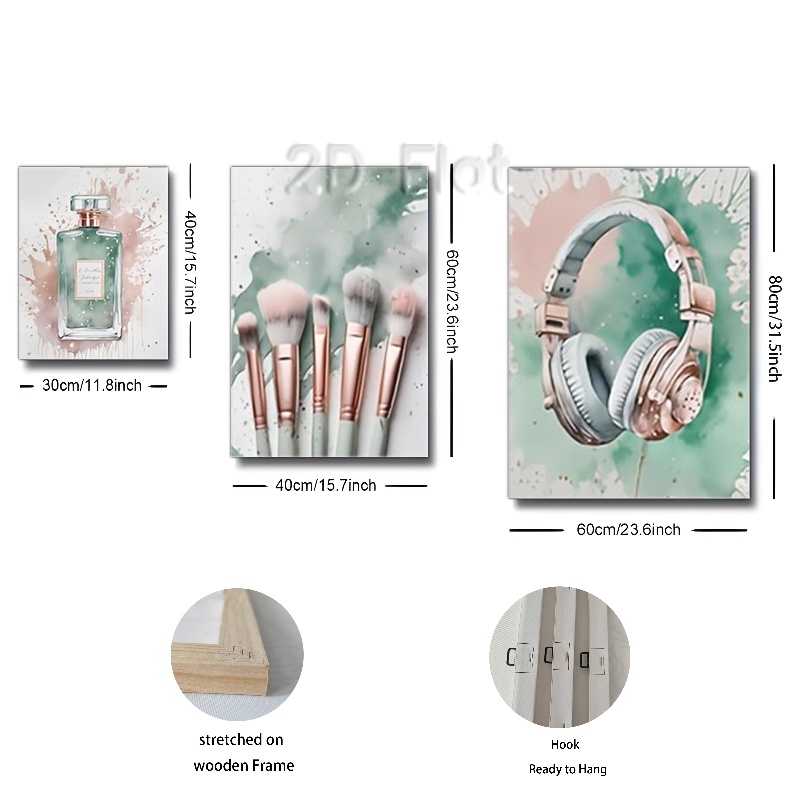 2D Flat
40cm/15.7inch
30cm/11.8inch
60cm/23.6inch
40cm/15.7inch
80cm/31.5inch
60cm/23.6inch
stretched on
wooden Frame
Hook
Ready to Hang